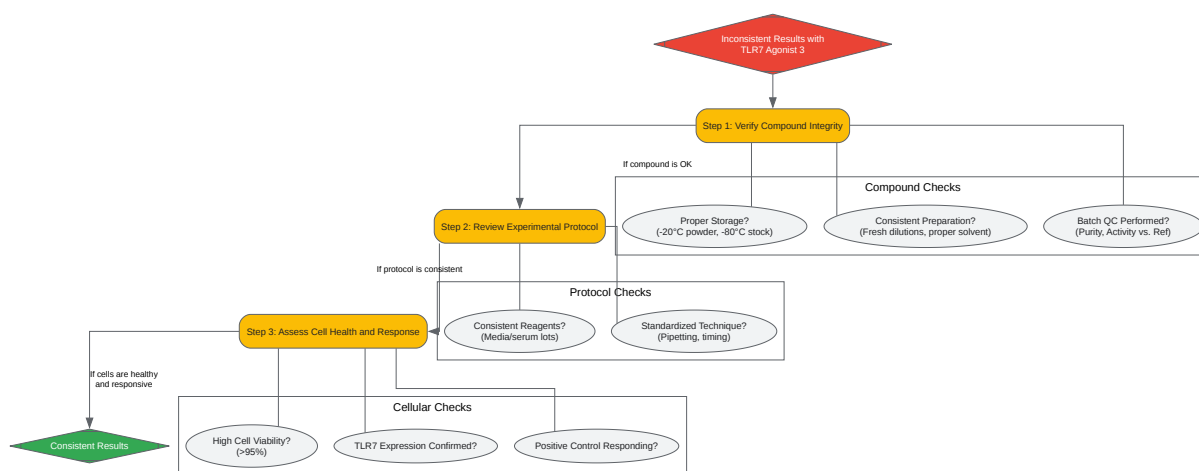 Inconsistent Results with
TLR7 Agonist 3
Step 1: Verify Compound Integrity
If compound is OK
Compound Checks
Proper Storage?
(-20°C powder, -80°C stock)
Consistent Preparation?
(Fresh dilutions, proper solvent)
Batch QC Performed?
(Purity, Activity vs. Ref)
Step 2: Review Experimental Protocol
If protocol is consistent
Protocol Checks
Consistent Reagents?
(Media/serum lots)
Standardized Technique?
(Pipetting, timing)
Step 3: Assess Cell Health and Response
If cells are healthy
and responsive
Cellular Checks
High Cell Viability?
(>95%)
TLR7 Expression Confirmed?
Positive Control Responding?
Consistent Results